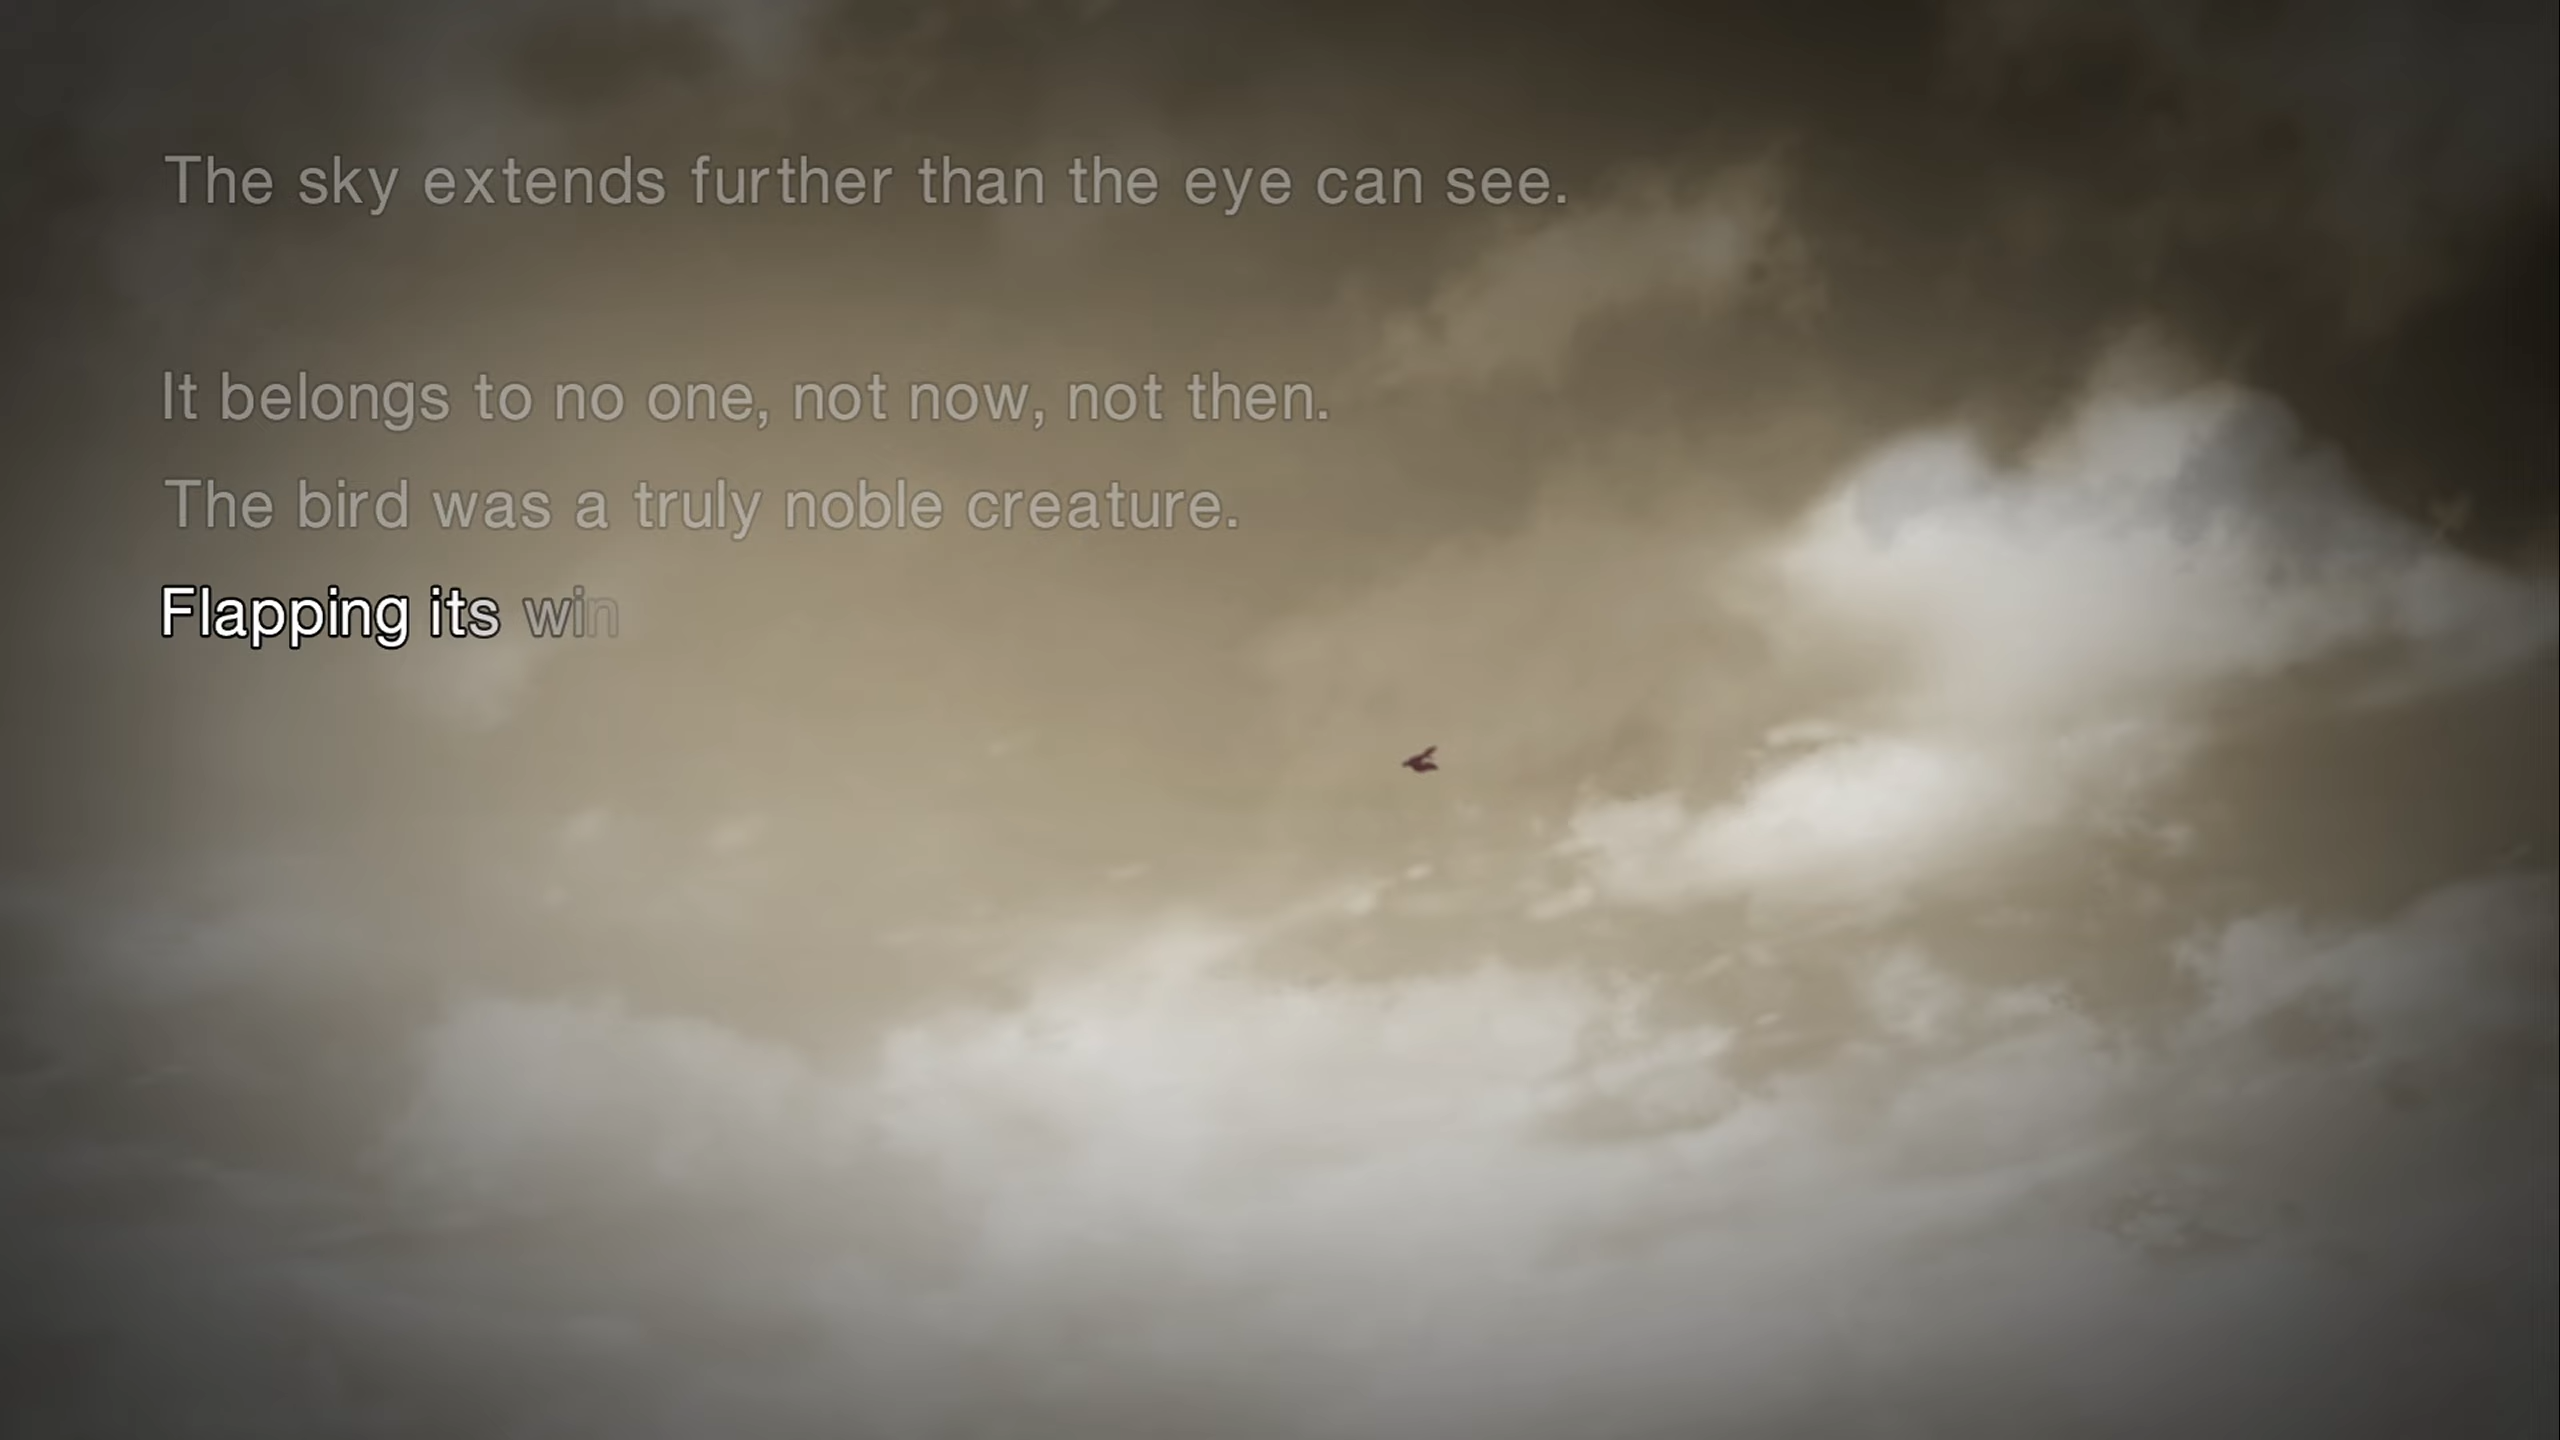 The sky extends further than the eye can see.
It belongs to no one, not now, not then.
The bird was a truly noble creature.
Flapping its win